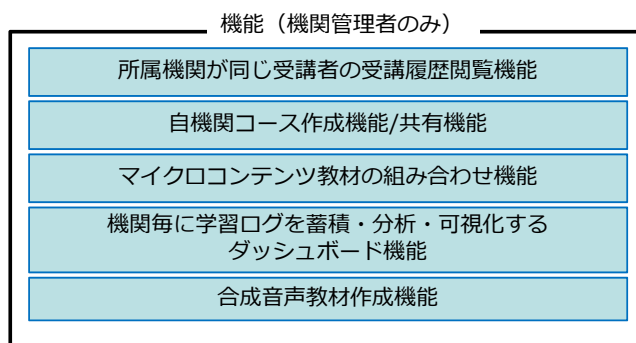 機能（機関管理者のみ）
所属機関が同じ受講者の受講履歴閲覧機能
自機関コース作成機能/共有機能
マイクロコンテンツ教材の組み合わせ機能
機関毎に学習ログを蓄積・分析・可視化する
ダッシュボード機能
合成音声教材作成機能